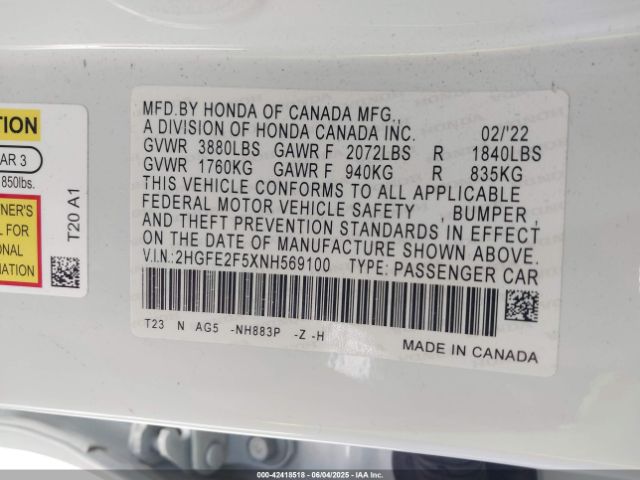 TION
AR 3
850lbs.
NER'S
L FOR
ONAL
MATION
T20 A1
MFD.BY HONDA OF CANADA MFG.,
A DIVISION OF HONDA CANADA INC. 02/'22
GVWR 3880LBS GAWR F 2072LBS R 1840LBS
GVWR 1760KG GAWR F 940KG R 835KG
THIS VEHICLE CONFORMS TO ALL APPLICABLE
FEDERAL MOTOR VEHICLE SAFETY , BUMPER ,
AND THEFT PREVENTION STANDARDS IN EFFECT
ON THE DATE OF MANUFACTURE SHOWN ABOVE.
V.I.N.:2HGFE2F5XNH569100 TYPE: PASSENGER CAR
T23 N AG5 -NH883P -Z -H
MADE IN CANADA
000-42418518 - 06/04/2025 - IAA Inc.